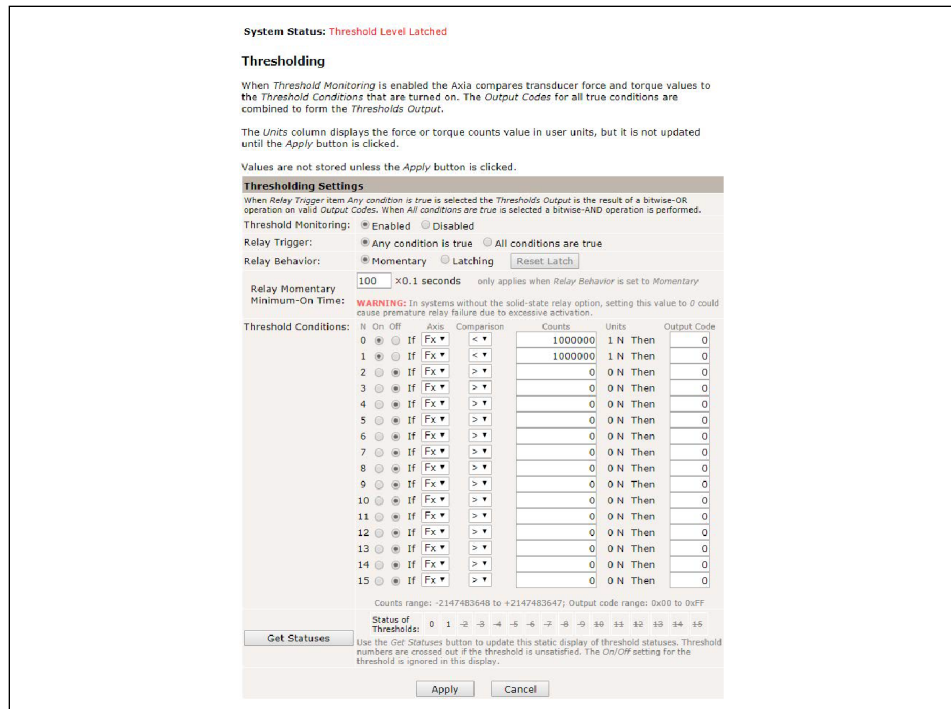 System Status: Threshold Level Latched
Thresholding
When Threshold Monitoring is enabled the Axia compares transducer force and torque values to
the Threshold Conditions that are turned on. The Output Codes for all true conditions are
combined to form the Thresholds Output.
The Units column displays the force or torque counts value in user units, but it is not updated
until the Apply button is clicked.
Values are not stored unless the Apply button is clicked.
Thresholding Settings
When Relay Trigger item Any condition is true is selected the Thresholds Output is the result of a bitwise-OR
operation on valid Output Codes. When All conditions are true is selected a bitwise-AND operation is performed.
Threshold Monitoring: Enabled Disabled
Relay Trigger: Any condition is true All conditions are true
Relay Behavior: Momentary Latching Reset Latch
Relay Momentary
Minimum-On Time:
100 ×0.1 seconds only applies when Relay Behavior is set to Momentary
WARNING: In systems without the solid-state relay option, setting this value to 0 could
cause premature relay failure due to excessive activation.
Threshold Conditions: N On Off Axis Comparison Counts Units Output Code
0 If Fx < 1000000 1 N Then 0
1 If Fx < 1000000 1 N Then 0
2 If Fx > 0 0 N Then 0
3 If Fx > 0 0 N Then 0
4 If Fx > 0 0 N Then 0
5 If Fx > 0 0 N Then 0
6 If Fx > 0 0 N Then 0
7 If Fx > 0 0 N Then 0
8 If Fx > 0 0 N Then 0
9 If Fx > 0 0 N Then 0
10 If Fx > 0 0 N Then 0
11 If Fx > 0 0 N Then 0
12 If Fx > 0 0 N Then 0
13 If Fx > 0 0 N Then 0
14 If Fx > 0 0 N Then 0
15 If Fx > 0 0 N Then 0
Counts range: -2147483648 to +2147483647; Output code range: 0x00 to 0xFF
Get Statuses
Status of
Thresholds: 0 1 2 3 4 5 6 7 8 9 10 11 12 13 14 15
Use the Get Statuses button to update this static display of threshold statuses. Threshold
numbers are crossed out if the threshold is unsatisfied. The On/Off setting for the
threshold is ignored in this display.
Apply Cancel